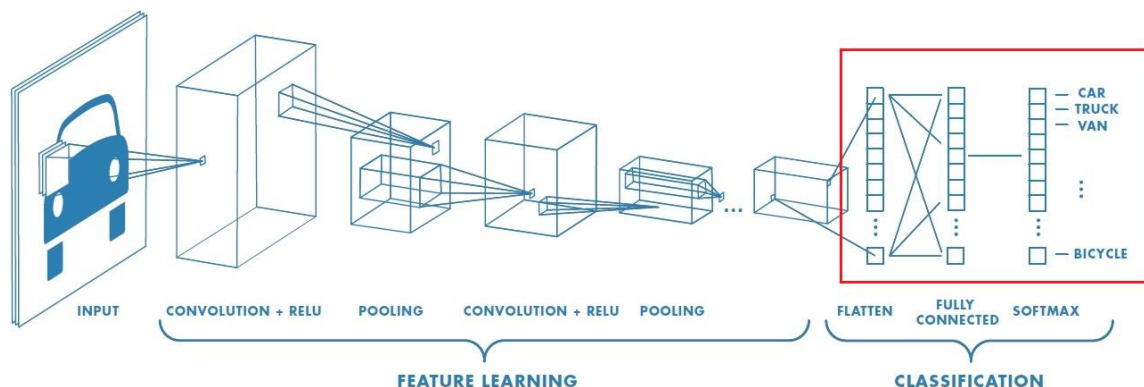 CAR
TRUCK
VAN
BICYCLE
INPUT
CONVOLUTION + RELU
POOLING
CONVOLUTION + RELU
POOLING
FLATTEN
FULLY
CONNECTED
SOFTMAX
FEATURE LEARNING
CLASSIFICATION